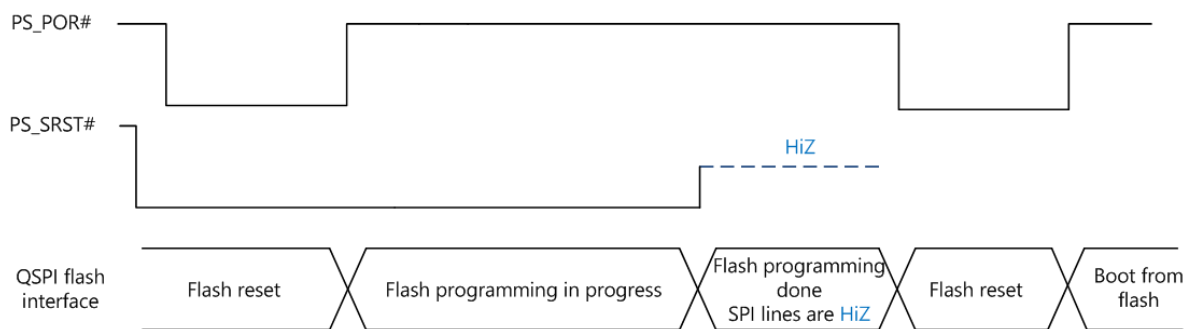 PS_POR#
PS_SRST#
HiZ
QSPI flash
interface
Flash reset
Flash programming in progress
Flash programming
done
SPI lines are HiZ
Flash reset
Boot from
flash